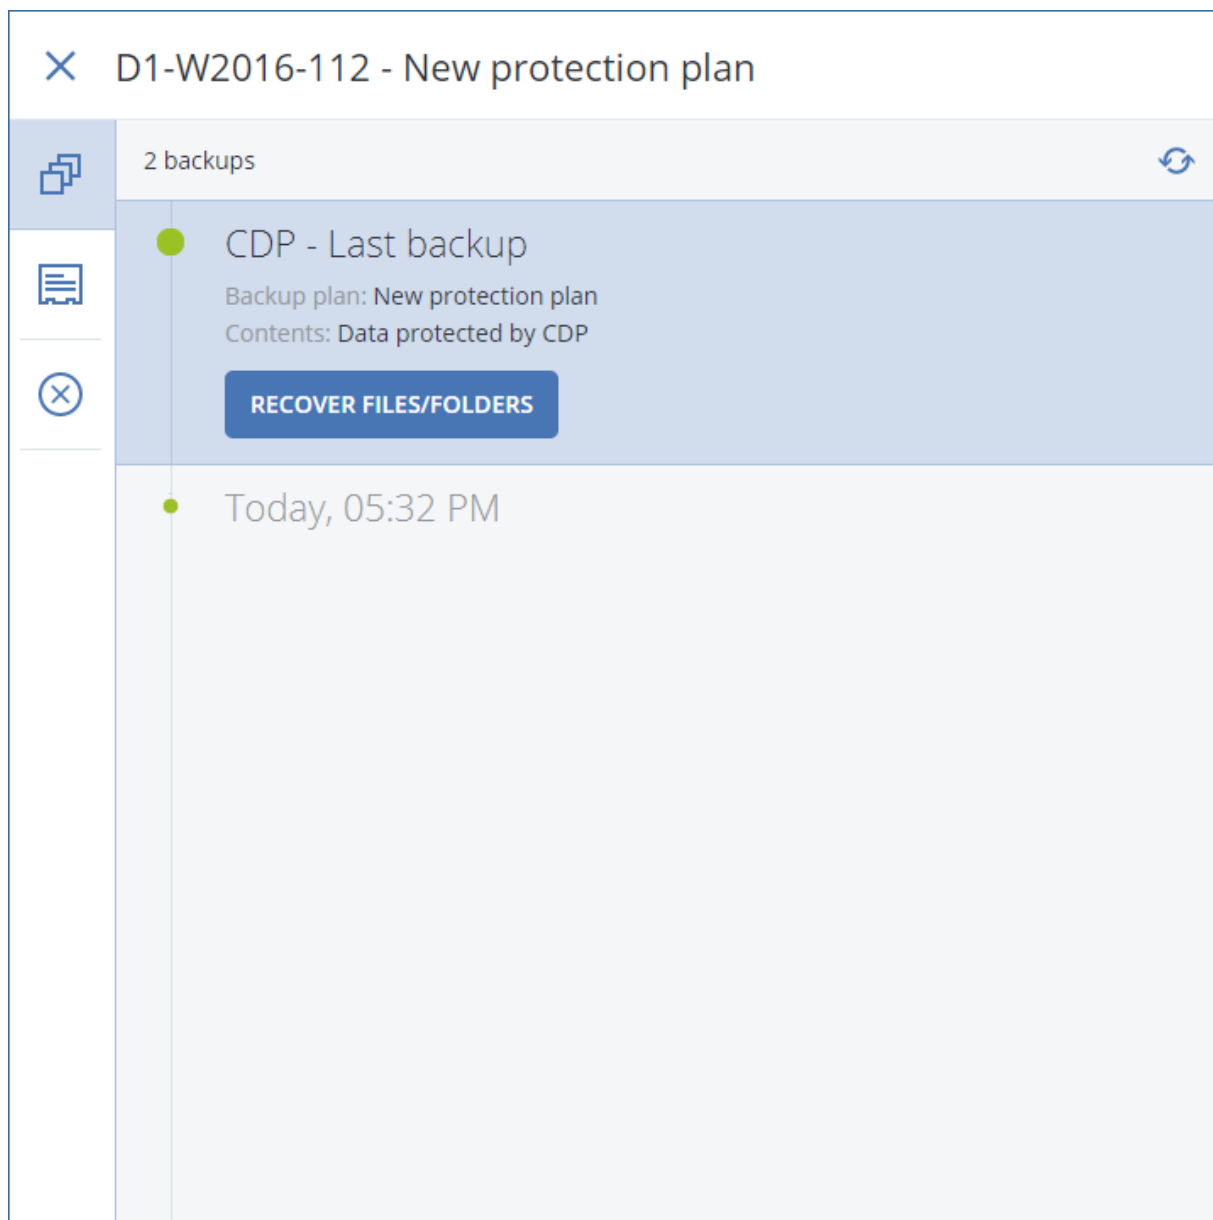 D1-W2016-112 - New protection plan
2 backups
CDP - Last backup
Backup plan: New protection plan
Contents: Data protected by CDP
RECOVER FILES/FOLDERS
Today, 05:32 PM